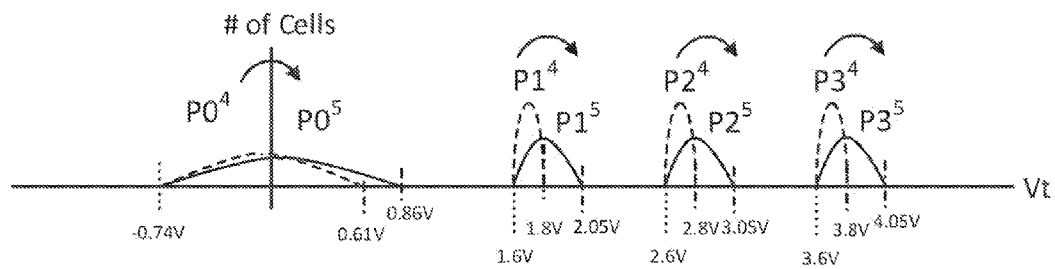 # of Cells
P0⁴
P0⁵
P1⁴
P1⁵
P2⁴
P2⁵
P3⁴
P3⁵
Vt
-0.74V
0.61V
0.86V
1.6V
1.8V
2.05V
2.6V
2.8V
3.05V
3.6V
3.8V
4.05V